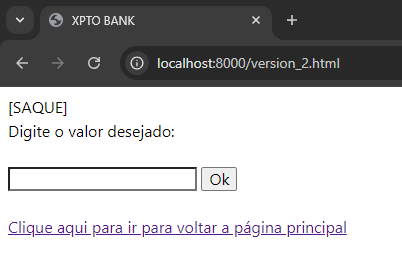 XPTO BANK
localhost:8000/version_2.html
[SAQUE]
Digite o valor desejado:
Ok
Clique aqui para ir para voltar a página principal